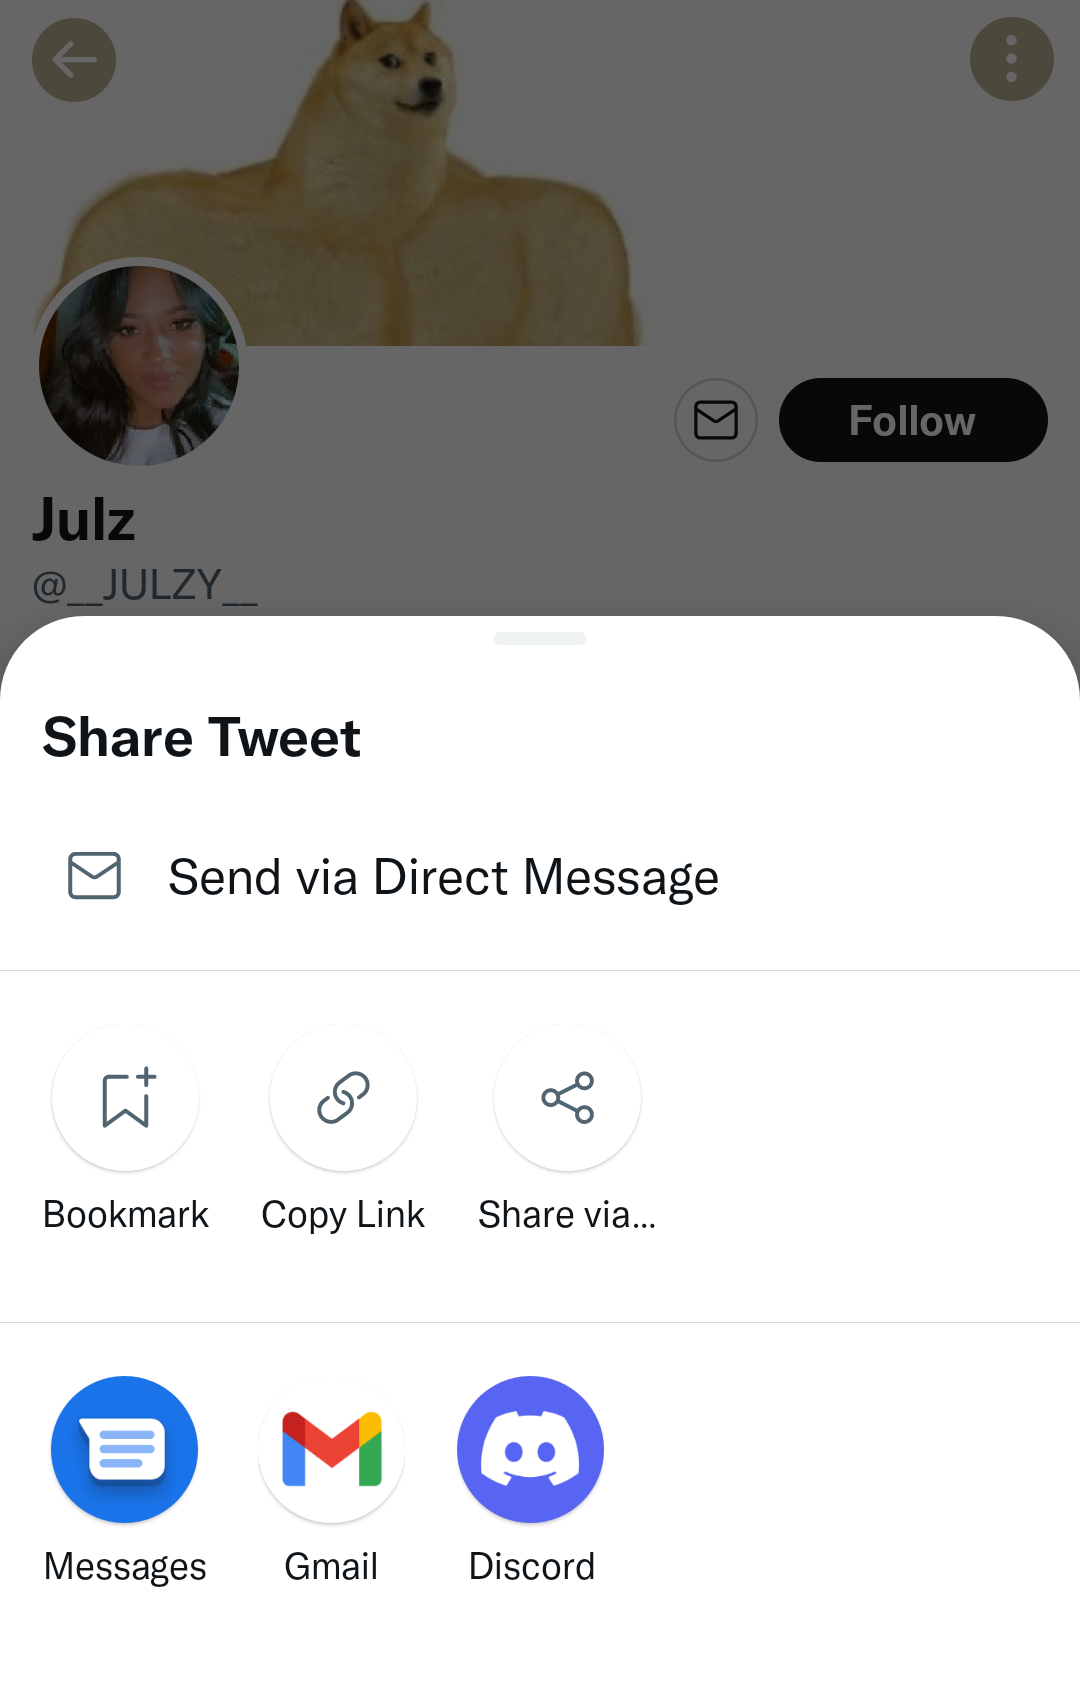 Follow
Julz
@__JULZY__
Share Tweet
Send via Direct Message
Bookmark
Copy Link
Share via...
Messages
Gmail
Discord